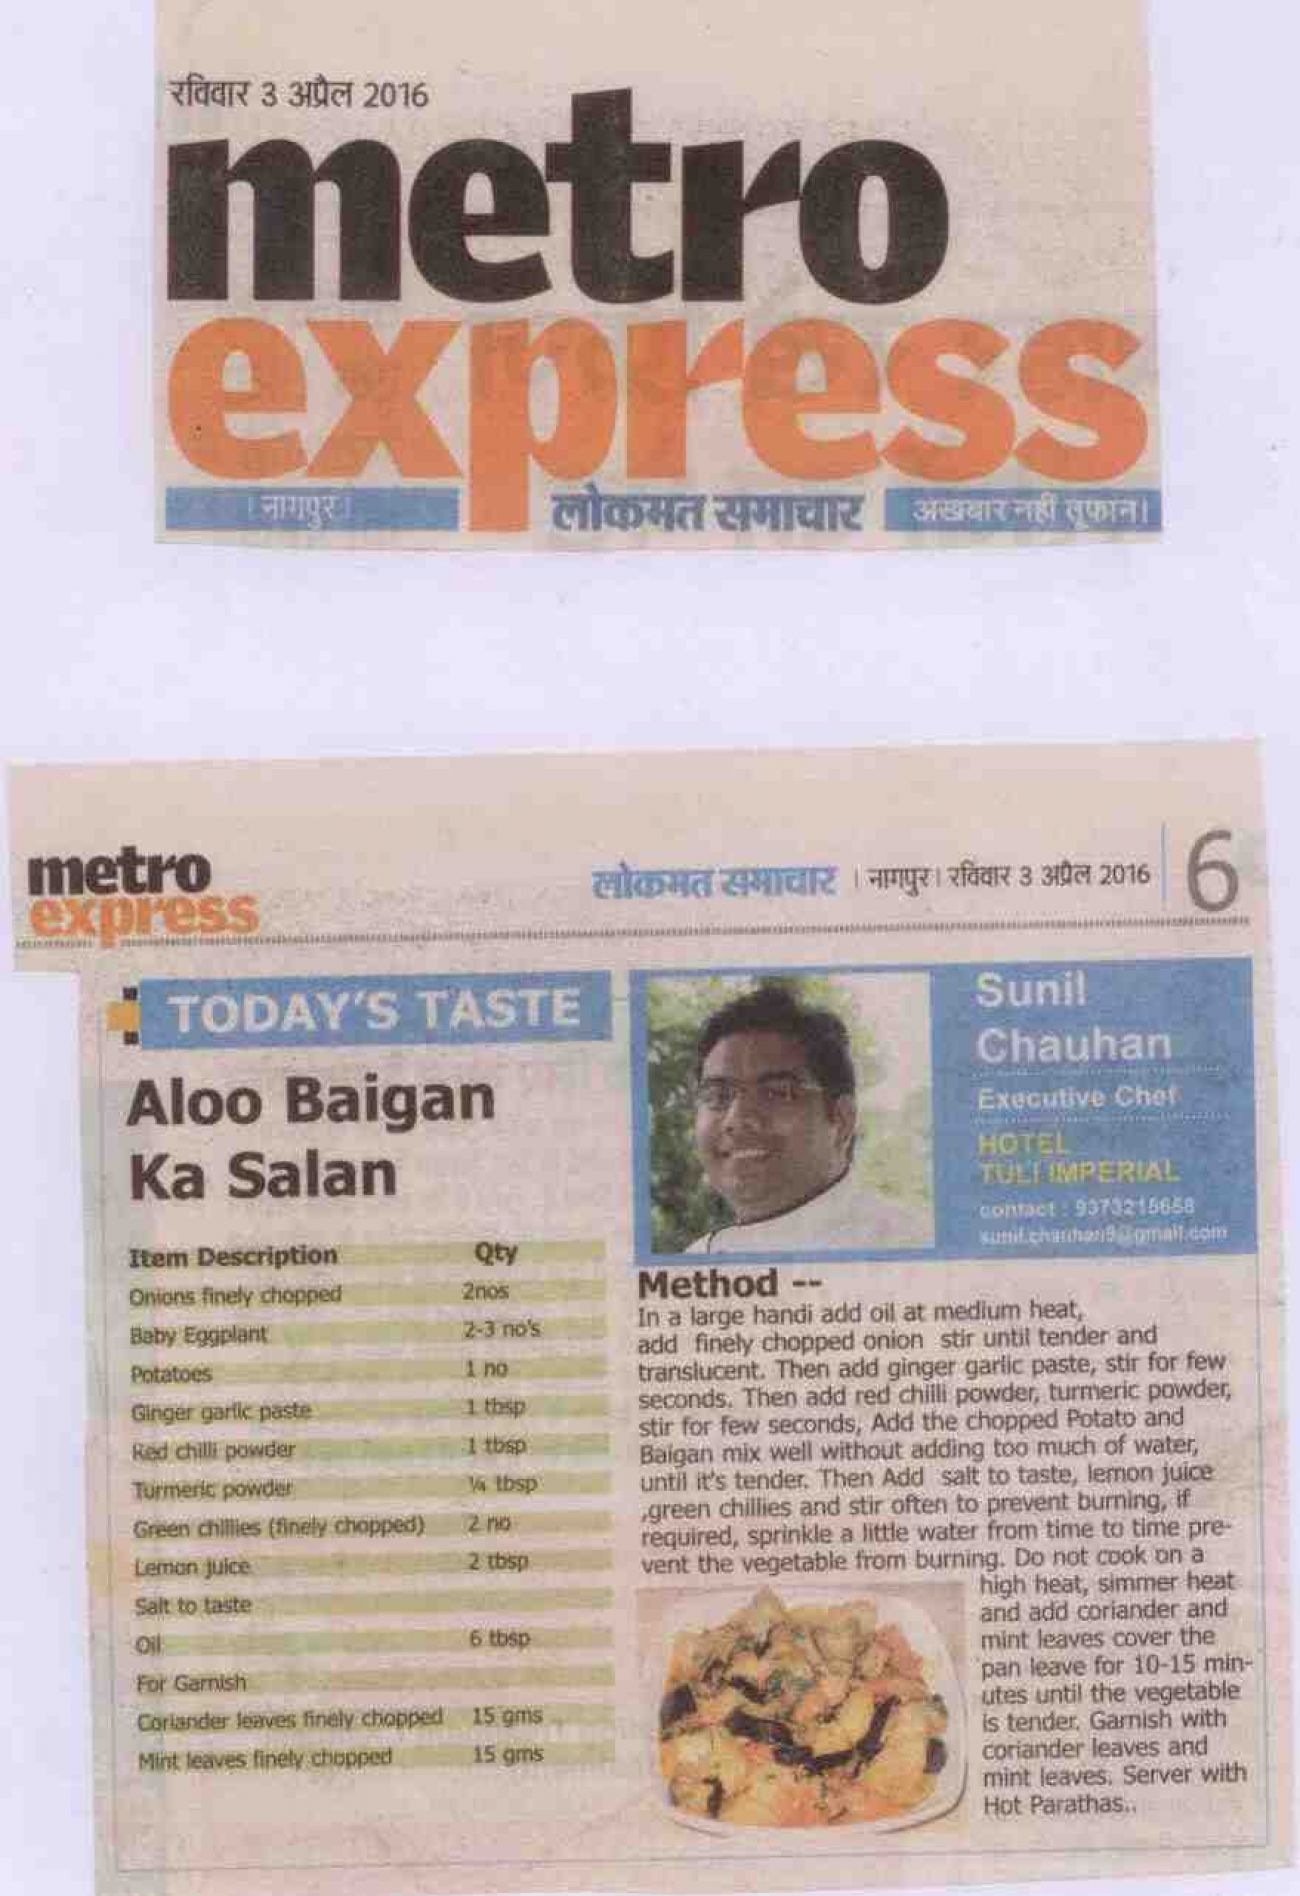 रविवार 3 अप्रैल 2016
metro
express
। नागपुर।
लोकमत समाचार
अखबार नहीं तूफान।
metro
express
लोकमत समाचार । नागपुर। रविवार 3 अप्रैल 2016
6
TODAY'S TASTE
Aloo Baigan
Ka Salan
Item Description Qty
Onions finely chopped 2nos
Baby Eggplant 2-3 no's
Potatoes 1 no
Ginger garlic paste 1 tbsp
Red chilli powder 1 tbsp
Turmeric powder ¼ tbsp
Green chillies (finely chopped) 2 no
Lemon juice 2 tbsp
Salt to taste
Oil 6 tbsp
For Garnish
Coriander leaves finely chopped 15 gms
Mint leaves finely chopped 15 gms
Sunil
Chauhan
Executive Chef
HOTEL
TULI IMPERIAL
contact : 9373215658
sunil.chauhan9@gmail.com
Method --
In a large handi add oil at medium heat,
add finely chopped onion stir until tender and
translucent. Then add ginger garlic paste, stir for few
seconds. Then add red chilli powder, turmeric powder,
stir for few seconds, Add the chopped Potato and
Baigan mix well without adding too much of water,
until it's tender. Then Add salt to taste, lemon juice
,green chillies and stir often to prevent burning, if
required, sprinkle a little water from time to time pre-
vent the vegetable from burning. Do not cook on a
high heat, simmer heat
and add coriander and
mint leaves cover the
pan leave for 10-15 min-
utes until the vegetable
is tender. Garnish with
coriander leaves and
mint leaves. Server with
Hot Parathas..